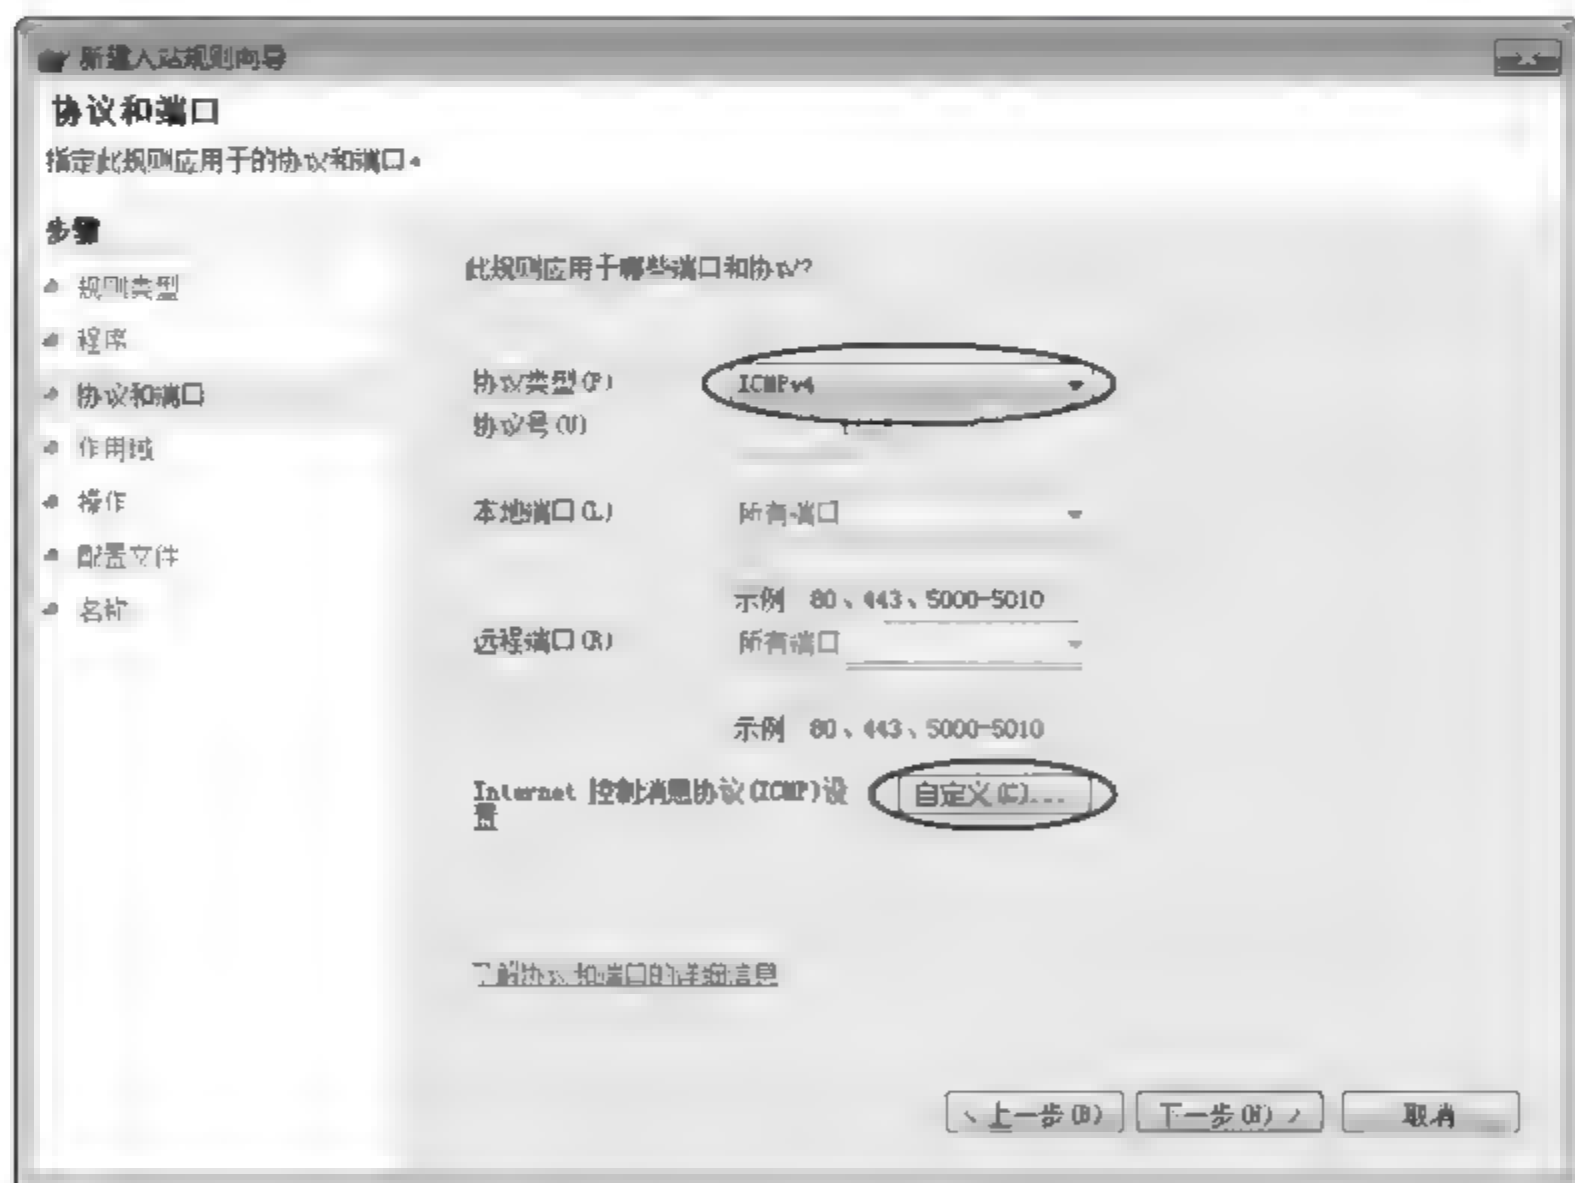 新建入站规则向导
协议和端口
指定此规则应用于的协议和端口。
步骤
规则类型
程序
协议和端口
作用域
操作
配置文件
名称
此规则应用于哪些端口和协议?
协议类型(P)
ICMPv4
协议号(U)
本地端口(L)
所有端口
示例 80、443、5000-5010
远程端口(R)
所有端口
示例 80、443、5000-5010
Internet 控制消息协议(ICMP)设
置
自定义(C)...
了解协议和端口的详细信息
< 上一步(B)
下一步(N) >
取消